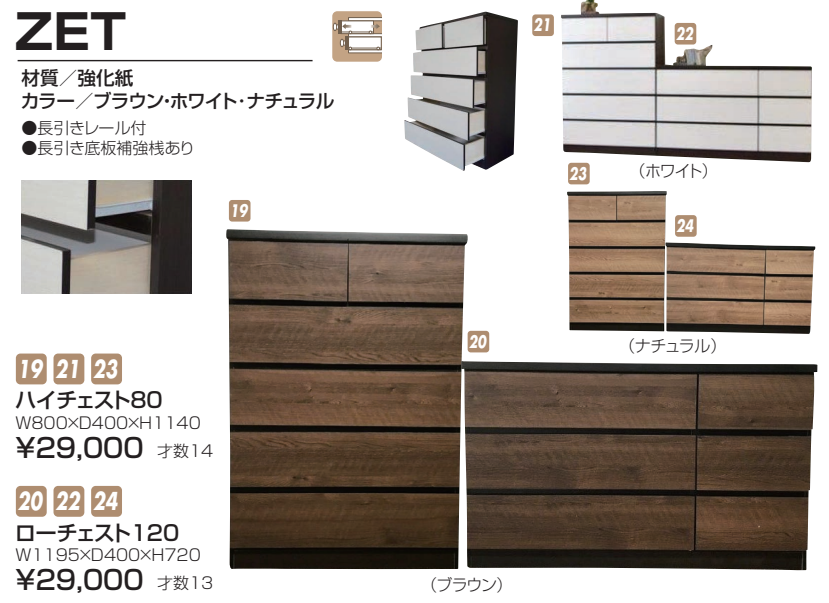 ZET
材質／強化紙
カラー／ブラウン・ホワイト・ナチュラル
●長引きレール付
●長引き底板補強桟あり
21
22
（ホワイト）
23
24
（ナチュラル）
19
20
（ブラウン）
19 21 23
ハイチェスト80
W800×D400×H1140
¥29,000 才数14
20 22 24
ローチェスト120
W1195×D400×H720
¥29,000 才数13